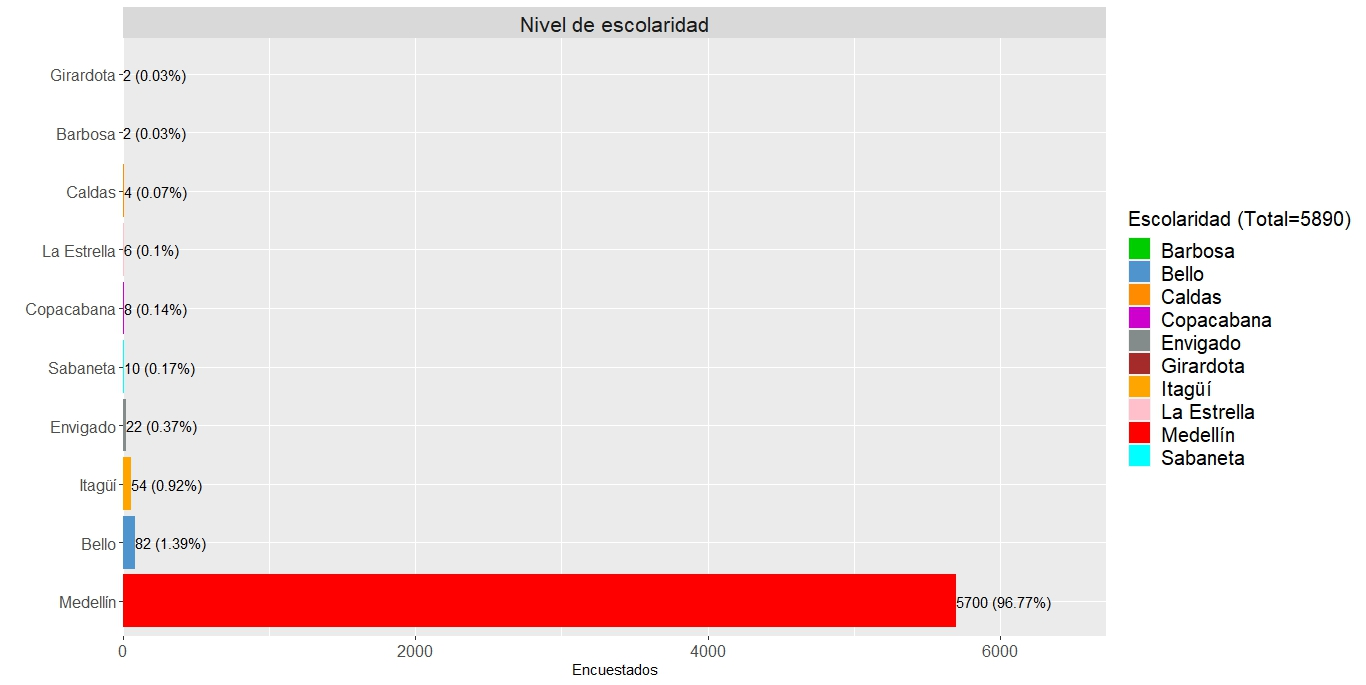 Nivel de escolaridad
Girardota 2 (0.03%)
Barbosa 2 (0.03%)
Caldas 4 (0.07%)
La Estrella 6 (0.1%)
Copacabana 8 (0.14%)
Sabaneta 10 (0.17%)
Envigado 22 (0.37%)
Itagüí 54 (0.92%)
Bello 82 (1.39%)
Medellín 5700 (96.77%)
0 2000 4000 6000
Encuestados
Escolaridad (Total=5890)
Barbosa
Bello
Caldas
Copacabana
Envigado
Girardota
Itagüí
La Estrella
Medellín
Sabaneta